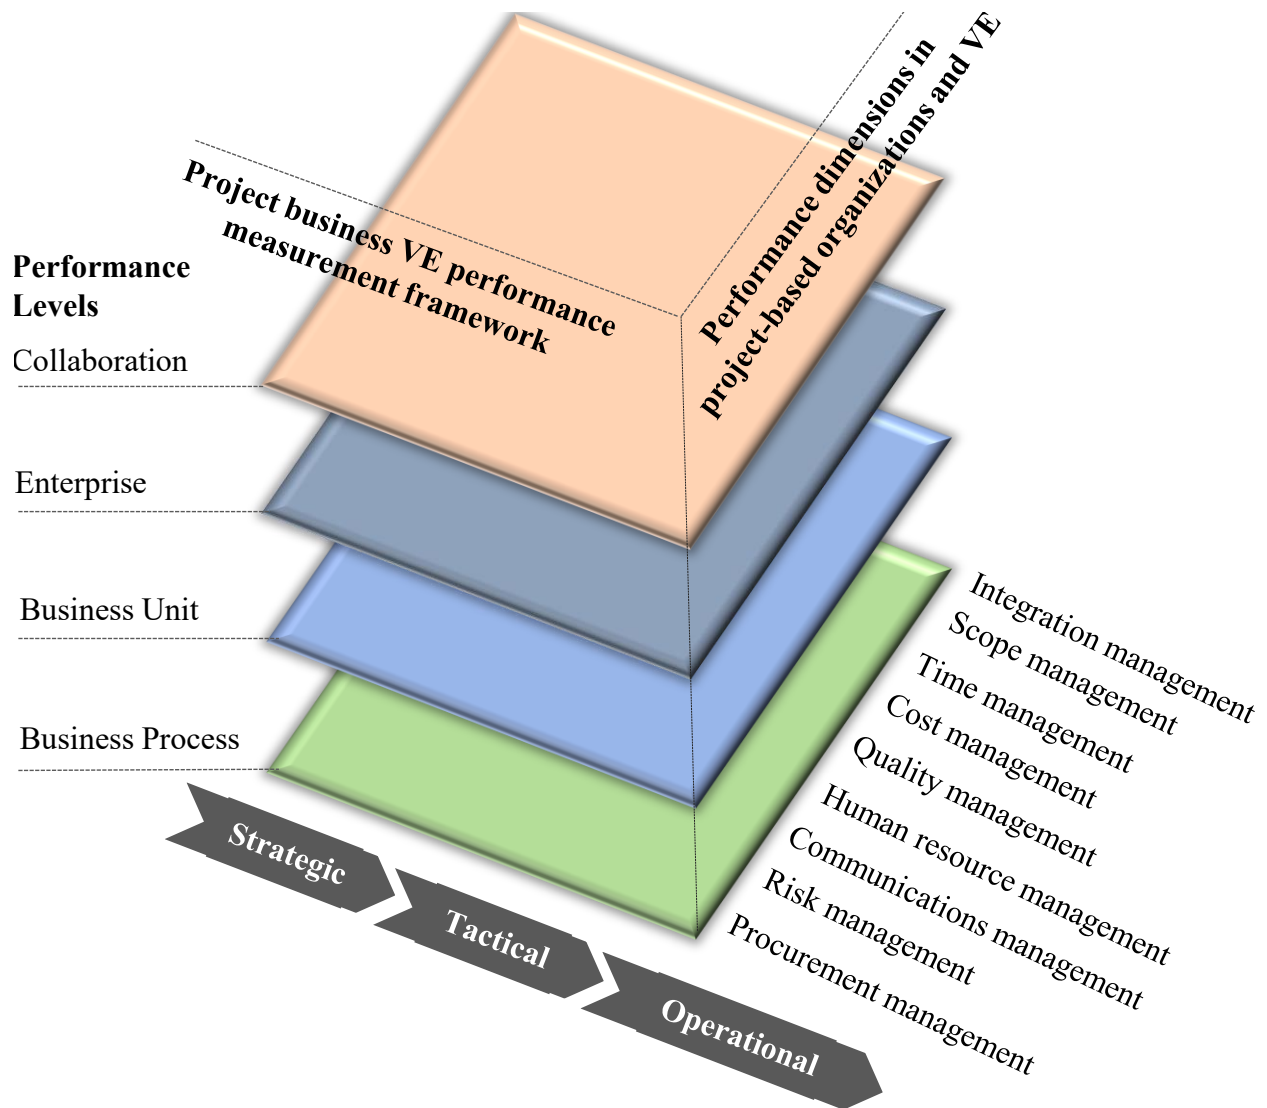 Performance dimensions in
project-based organizations and VE
Project business VE performance
measurement framework
Performance
Levels
Collaboration
Enterprise
Business Unit
Business Process
Strategic
Tactical
Operational
Integration management
Scope management
Time management
Cost management
Quality management
Human resource management
Communications management
Risk management
Procurement management